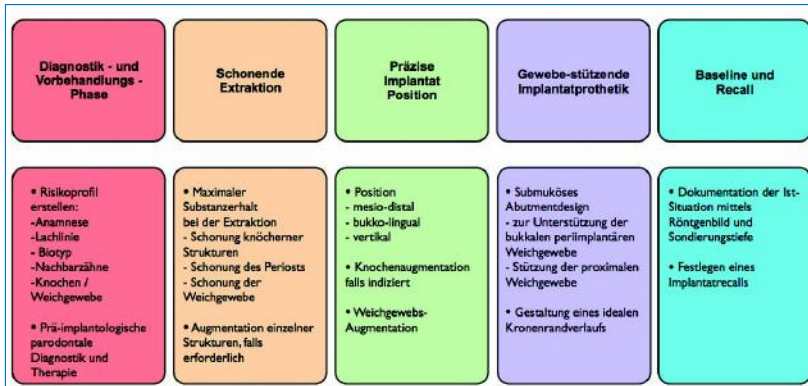 Diagnostik - und
Vorbehandlungs -
Phase
Schonende
Extraktion
Präzise
Implantat
Position
Gewebe-stützende
Implantatprothetik
Baseline und
Recall
• Risikoprofil
erstellen:
-Anamnese
-Lachlinie
- Biotyp
-Nachbarzähne
-Knochen /
Weichgewebe
• Prä-implantologische
parodontale
Diagnostik und
Therapie
• Maximaler
Substanzerhalt
bei der Extraktion
- Schonung knöcherner
Strukturen
- Schonung des Periosts
- Schonung der
Weichgewebe
• Augmentation einzelner
Strukturen, falls
erforderlich
• Position
- mesio-distal
- bukko-lingual
- vertikal
• Knochenaugmentation
falls indiziert
• Weichgewebs-
Augmentation
• Submuköses
Abutmentdesign
- zur Unterstützung der
bukkalen periimplantären
Weichgewebe
- Stützung der proximalen
Weichgewebe
• Gestaltung eines idealen
Kronenrandverlaufs
• Dokumentation der Ist-
Situation mittels
Röntgenbild und
Sondierungstiefe
• Festlegen eines
Implantatrecalls